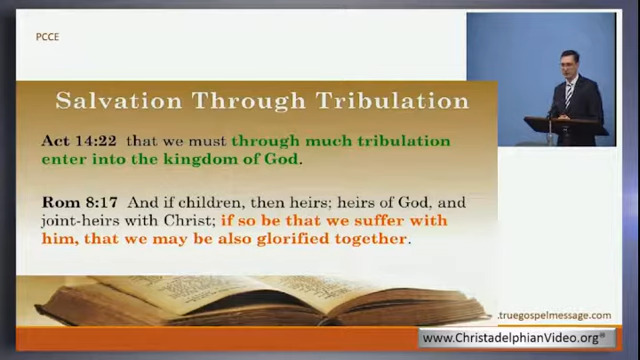 PCCE
Salvation Through Tribulation
Act 14:22 that we must through much tribulation
enter into the kingdom of God.
Rom 8:17 And if children, then heirs; heirs of God, and
joint-heirs with Christ; if so be that we suffer with
him, that we may be also glorified together.
.truegospelmessage.com
www.ChristadelphianVideo.org®